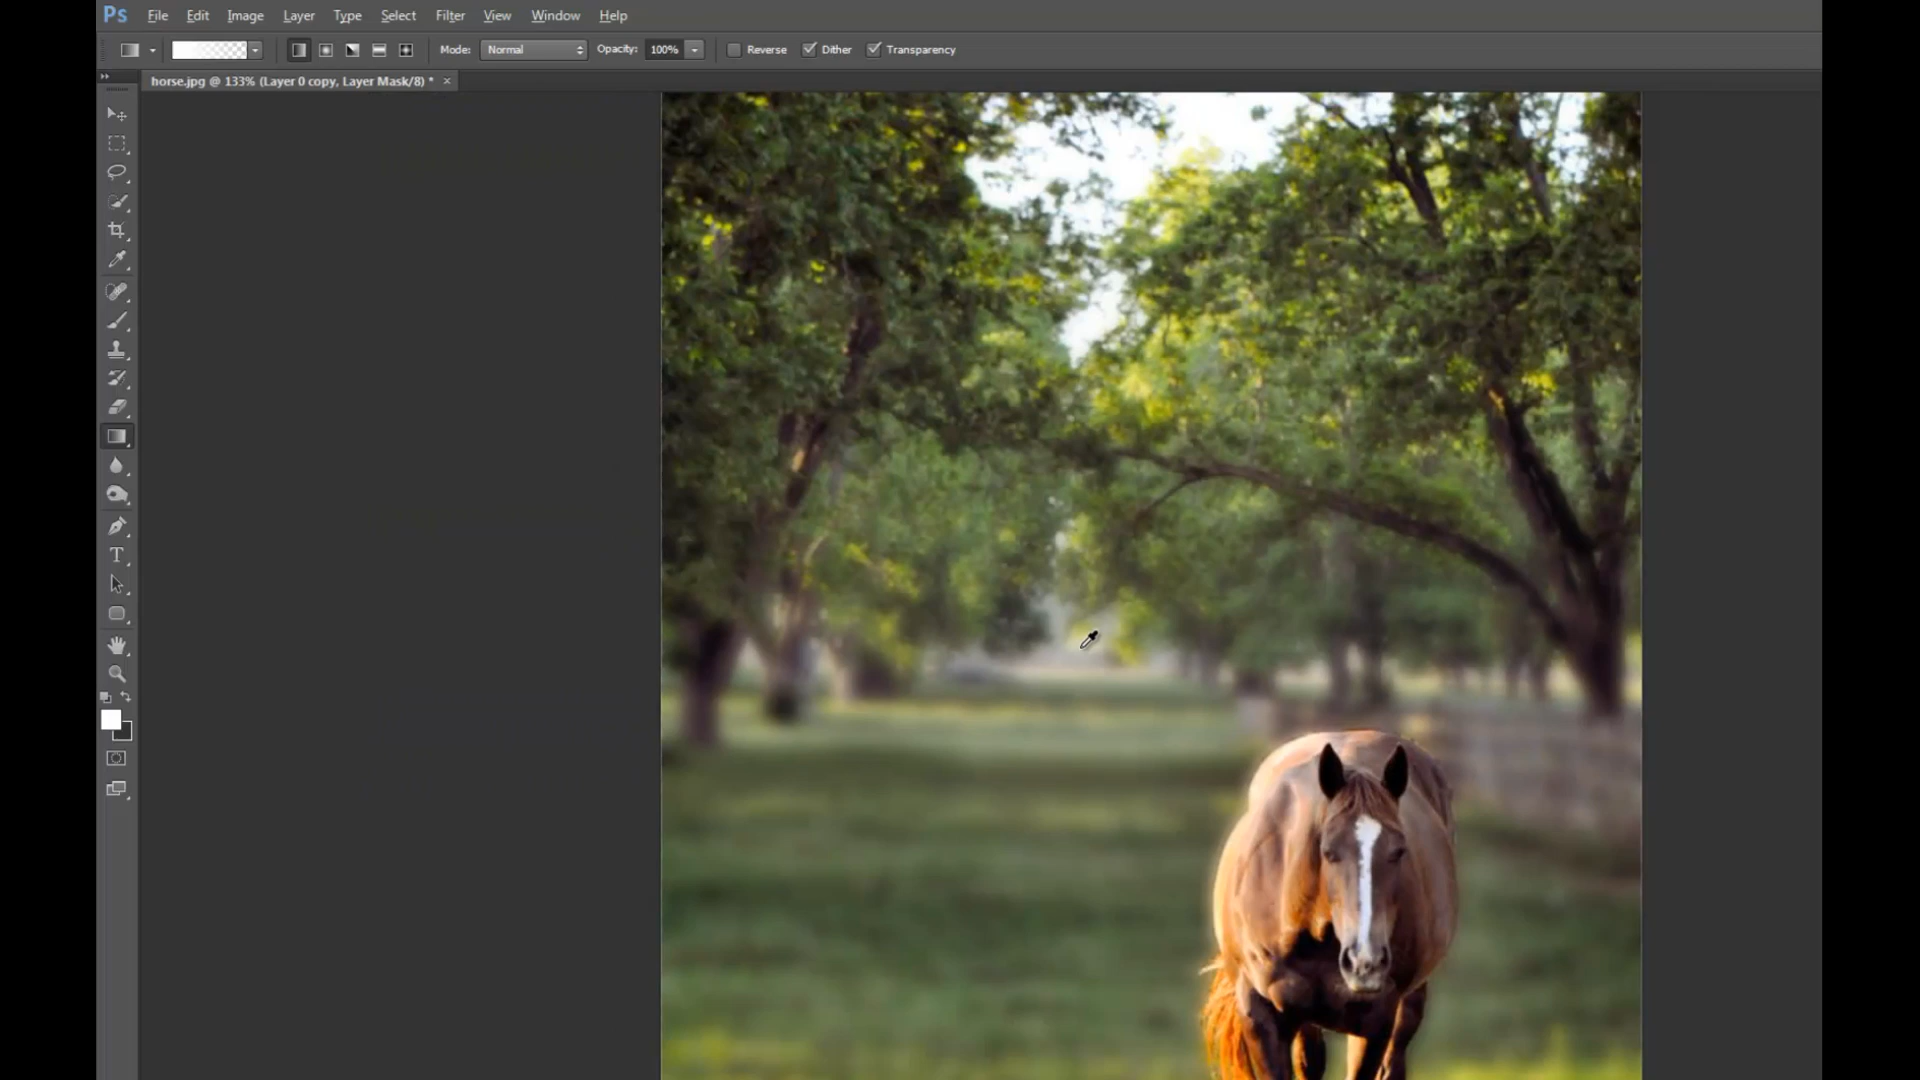 Ps File Edit Image Layer Type Select Filter View Window Help
Mode: Normal Opacity: 100% Reverse Dither Transparency
horse.jpg @ 133% (Layer 0 copy, Layer Mask/8) * ×
T